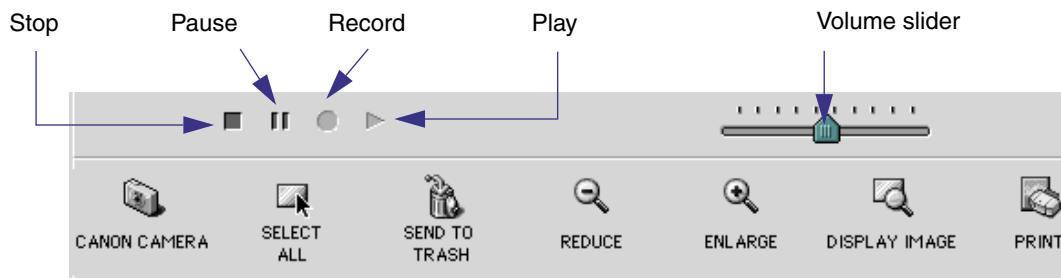 Stop Pause Record Play Volume slider
CANON CAMERA SELECT ALL SEND TO TRASH REDUCE ENLARGE DISPLAY IMAGE PRINT